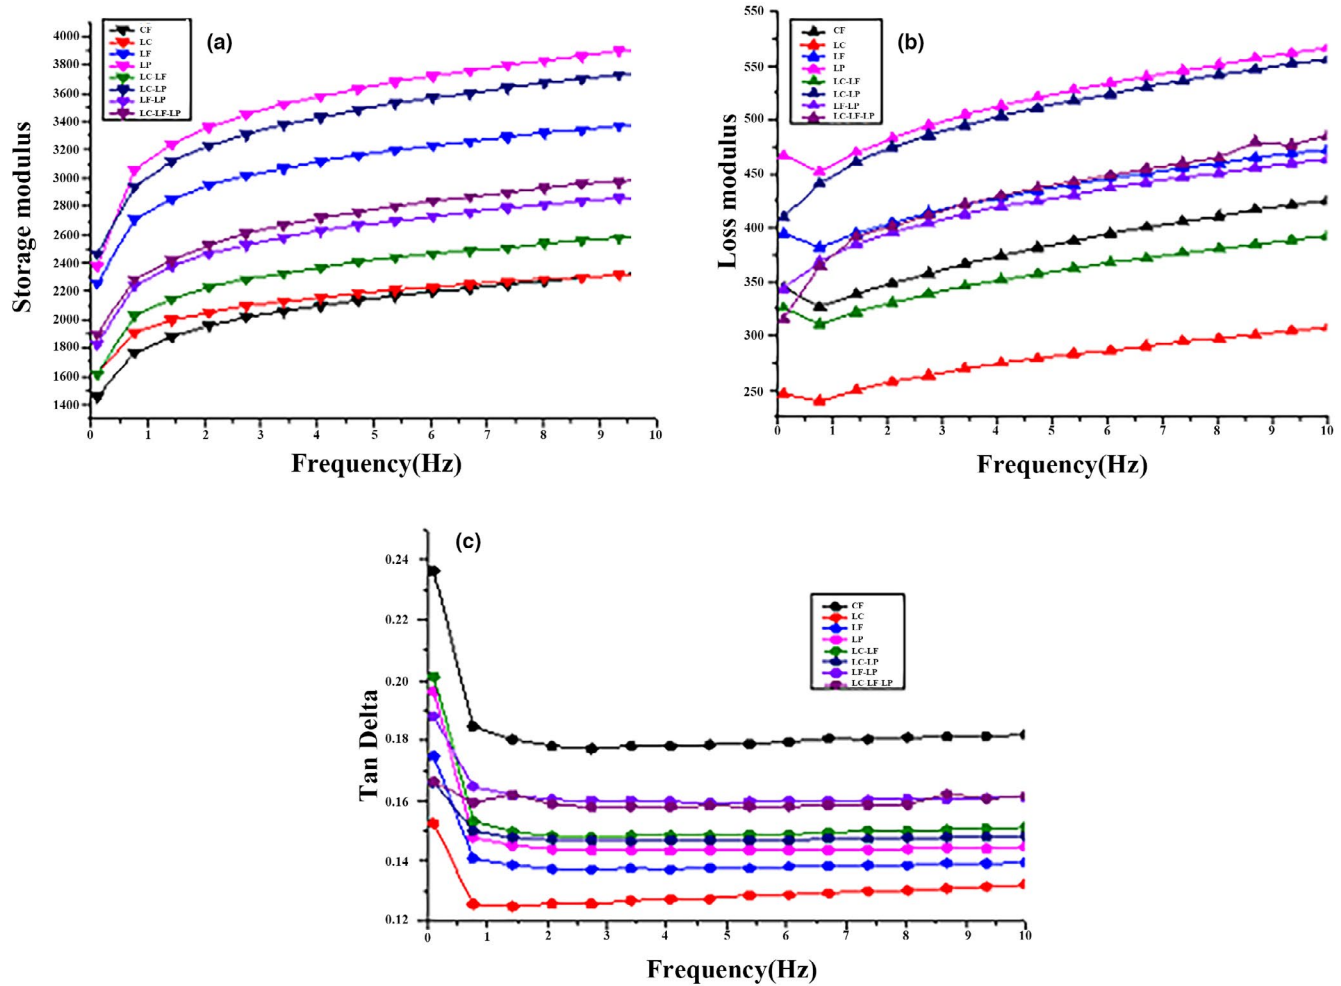 (a)
CF
LC
LF
LP
LC-LF
LC-LP
LF-LP
LC-LF-LP
Storage modulus
4000
3800
3600
3400
3200
3000
2800
2600
2400
2200
2000
1800
1600
1400
0 1 2 3 4 5 6 7 8 9 10
Frequency(Hz)
(b)
CF
LC
LF
LP
LC-LF
LC-LP
LF-LP
LC-LF-LP
Loss modulus
550
550
500
450
400
350
300
250
0 1 2 3 4 5 6 7 8 9 10
Frequency(Hz)
(c)
CF
LC
LF
LP
LC-LF
LC-LP
LF-LP
LC-LF-LP
Tan Delta
0.24
0.22
0.20
0.18
0.16
0.14
0.12
0 1 2 3 4 5 6 7 8 9 10
Frequency(Hz)